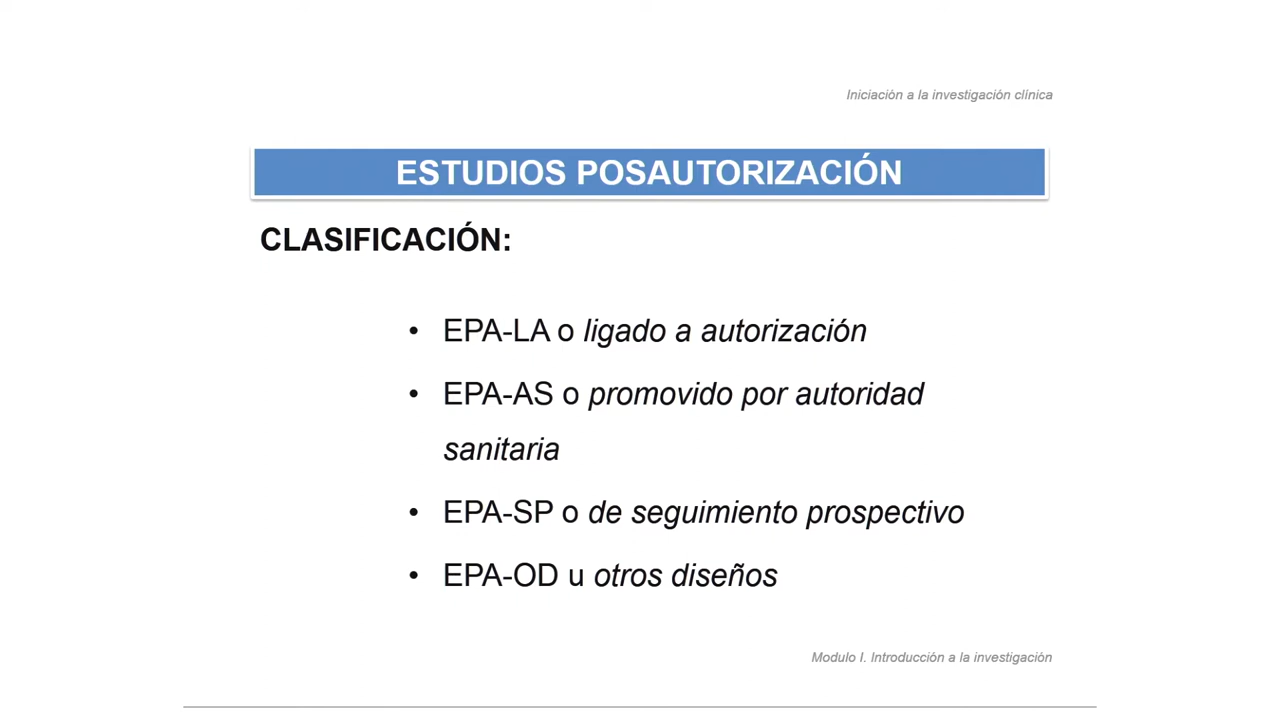 Iniciación a la investigación clínica
ESTUDIOS POSAUTORIZACIÓN
CLASIFICACIÓN:
• EPA-LA o ligado a autorización
• EPA-AS o promovido por autoridad
sanitaria
• EPA-SP o de seguimiento prospectivo
• EPA-OD u otros diseños
Modulo I. Introducción a la investigación